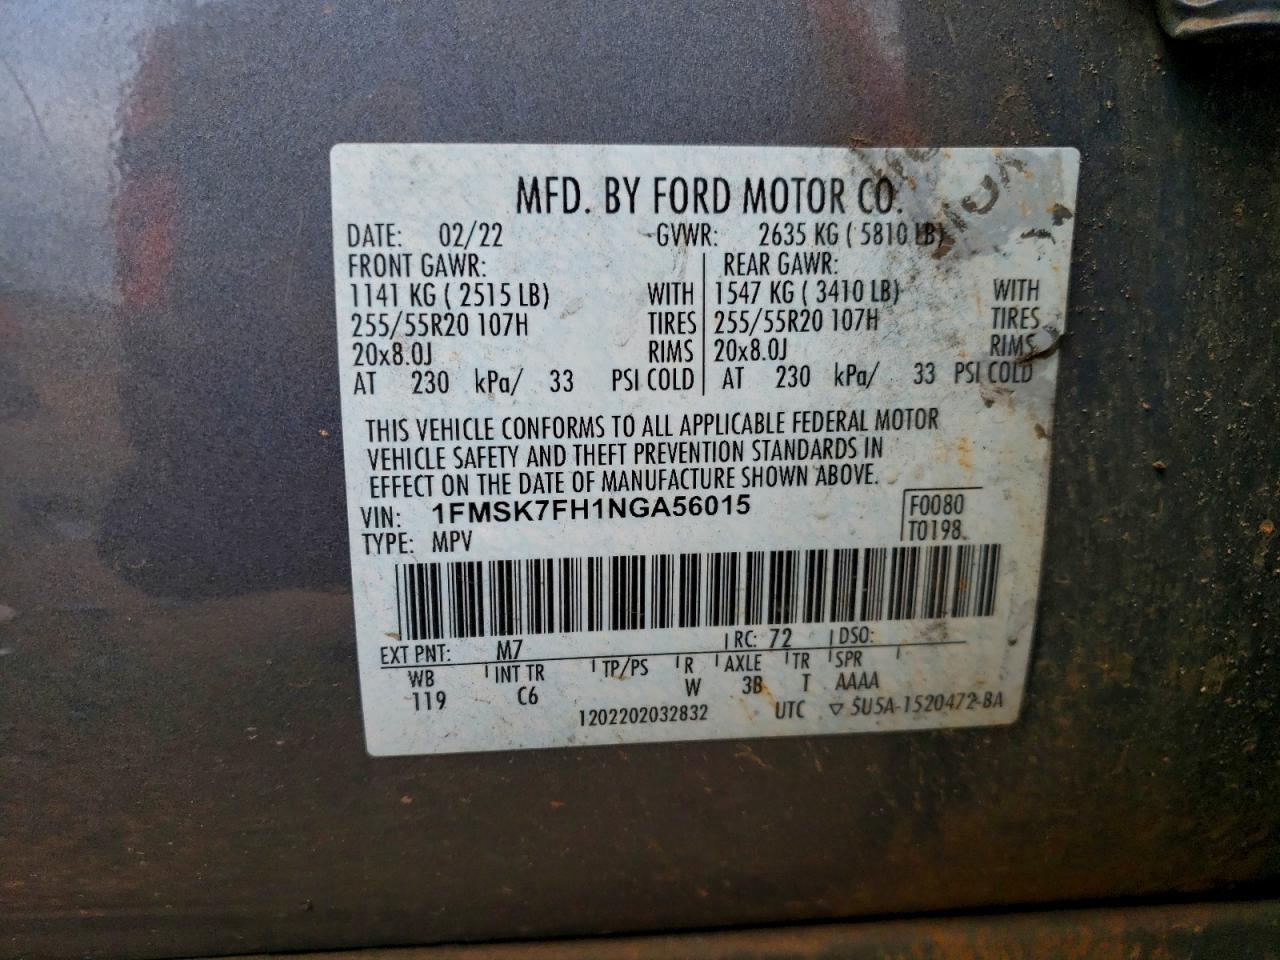 MFD. BY FORD MOTOR CO.
DATE: 02/22 GVWR: 2635 KG ( 5810 LB)
FRONT GAWR: REAR GAWR:
1141 KG ( 2515 LB) WITH 1547 KG ( 3410 LB) WITH
255/55R20 107H TIRES 255/55R20 107H TIRES
20x8.0J RIMS 20x8.0J RIMS
AT 230 kPa/ 33 PSI COLD AT 230 kPa/ 33 PSI COLD
THIS VEHICLE CONFORMS TO ALL APPLICABLE FEDERAL MOTOR
VEHICLE SAFETY AND THEFT PREVENTION STANDARDS IN
EFFECT ON THE DATE OF MANUFACTURE SHOWN ABOVE.
VIN: 1FMSK7FH1NGA56015 F0080
TYPE: MPV T0198
EXT PNT: M7 RC: 72 DSO:
WB INT TR TP/PS R AXLE TR SPR
119 C6 W 3B T AAAA
1202202032832 UTC ▽ 5U5A-1520472-BA